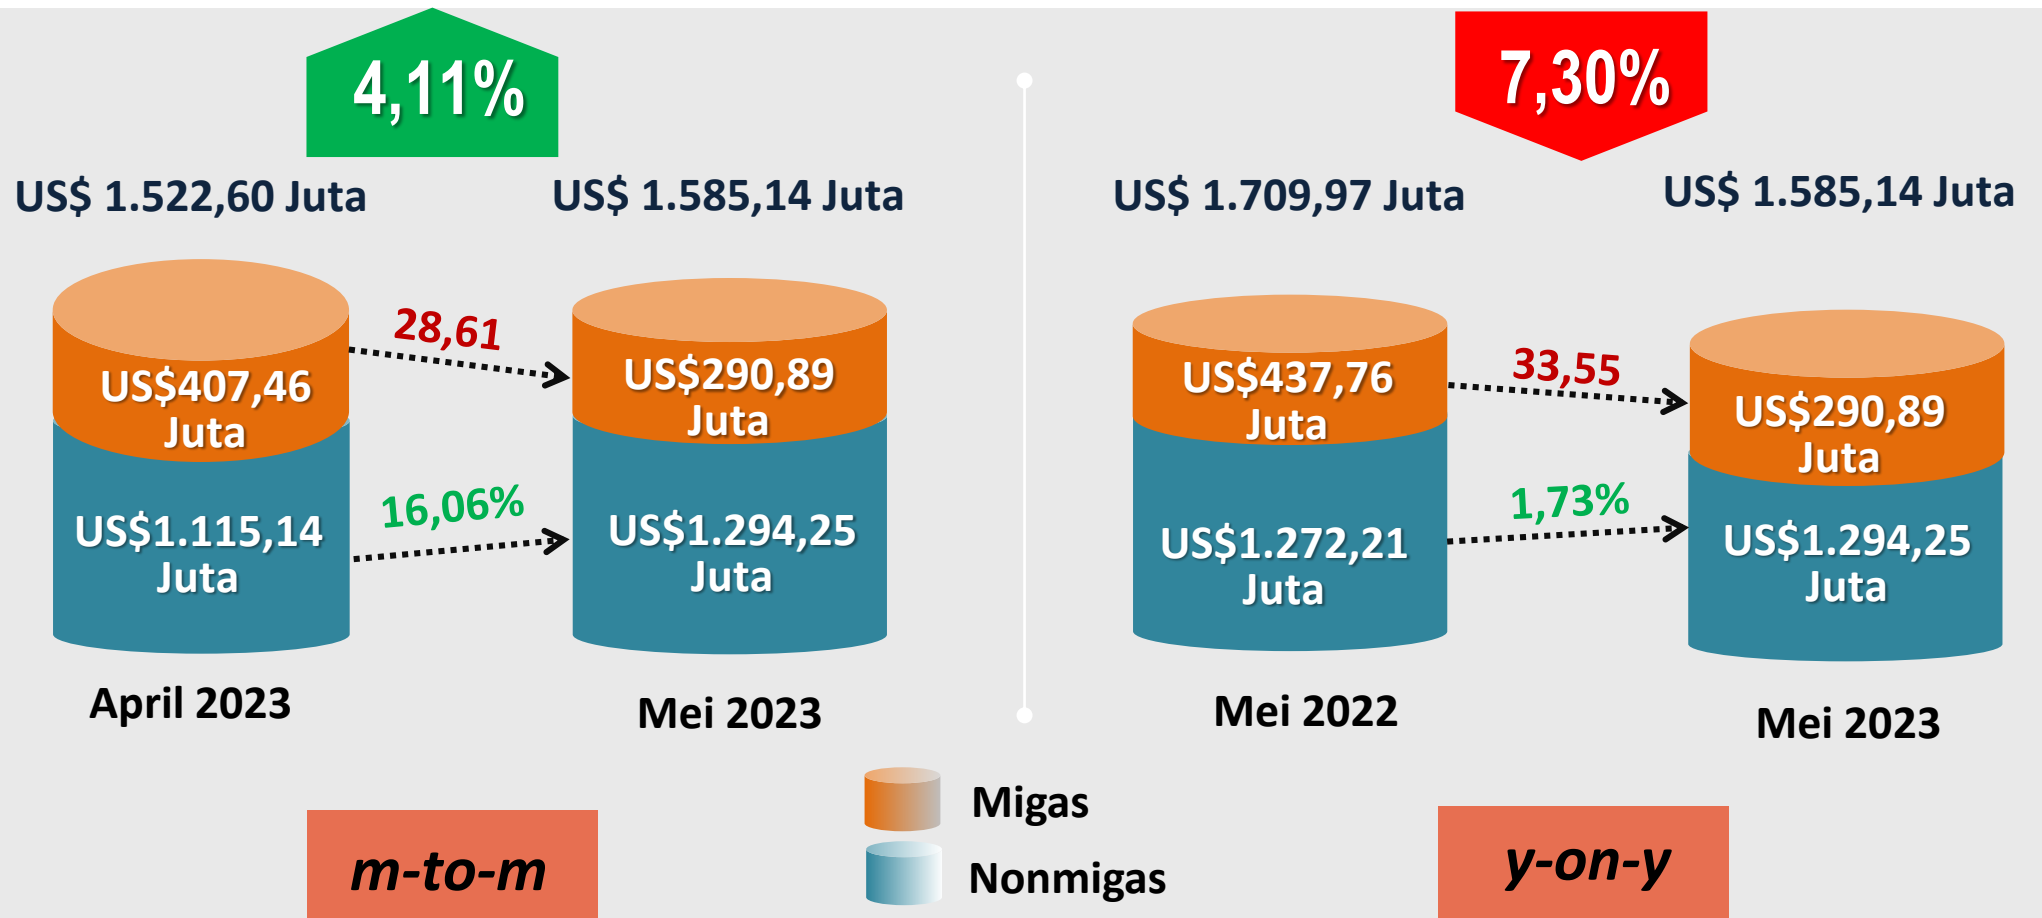 4,11%
US$ 1.522,60 Juta
US$ 1.585,14 Juta
28,61
US$407,46
Juta
US$290,89
Juta
16,06%
US$1.115,14
Juta
US$1.294,25
Juta
April 2023
Mei 2023
m-to-m
7,30%
US$ 1.709,97 Juta
US$ 1.585,14 Juta
33,55
US$437,76
Juta
US$290,89
Juta
1,73%
US$1.272,21
Juta
US$1.294,25
Juta
Mei 2022
Mei 2023
y-on-y
Migas
Nonmigas